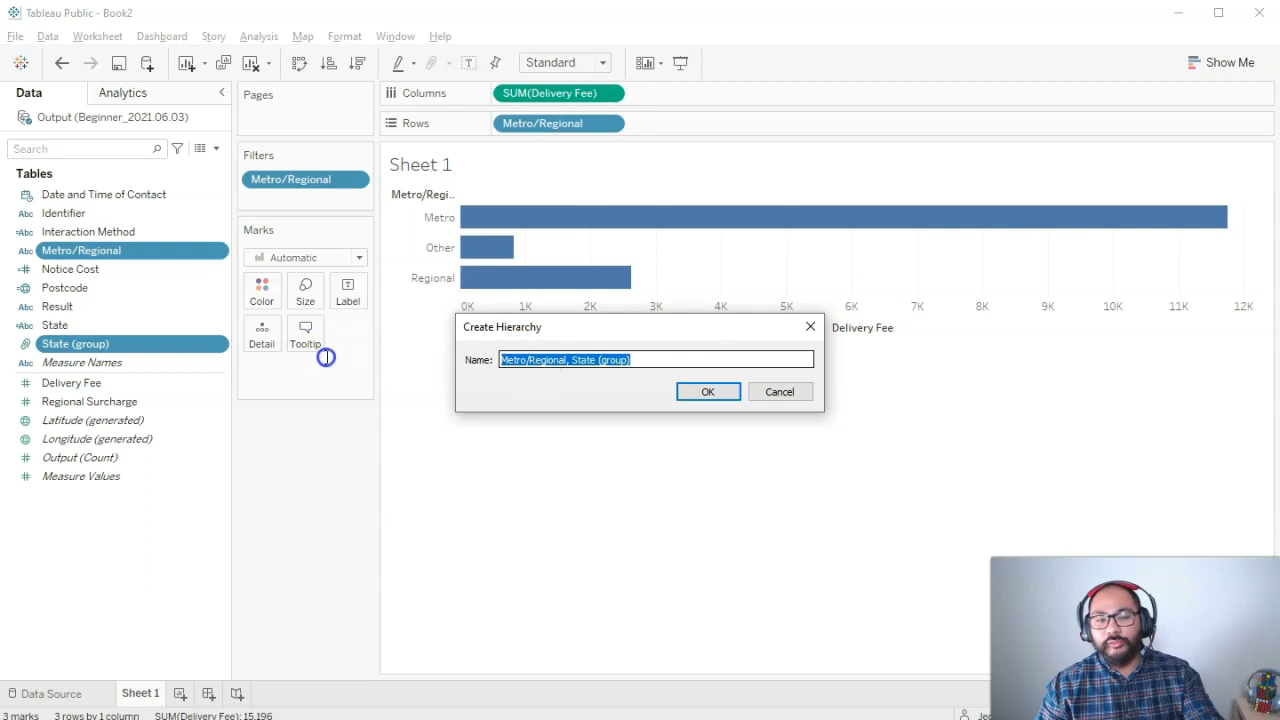 Tableau Public - Book2
File Data Worksheet Dashboard Story Analysis Map Format Window Help
Standard
Show Me
Data Analytics
Output (Beginner_2021.06.03)
Search
Tables
Date and Time of Contact
Abc Identifier
=Abc Interaction Method
Abc Metro/Regional
=# Notice Cost
Postcode
Abc Result
=Abc State
State (group)
Abc Measure Names
# Delivery Fee
# Regional Surcharge
Latitude (generated)
Longitude (generated)
# Output (Count)
# Measure Values
Pages
Filters
Metro/Regional
Marks
Automatic
Color Size Label
Detail Tooltip
Columns SUM(Delivery Fee)
Rows Metro/Regional
Sheet 1
Metro/Regi..
Metro
Other
Regional
0K 1K 2K 3K 4K 5K 6K 7K 8K 9K 10K 11K 12K
Delivery Fee
Create Hierarchy
Name: Metro/Regional, State (group)
OK Cancel
Data Source Sheet 1
3 marks 3 rows by 1 column SUM(Delivery Fee): 15,196